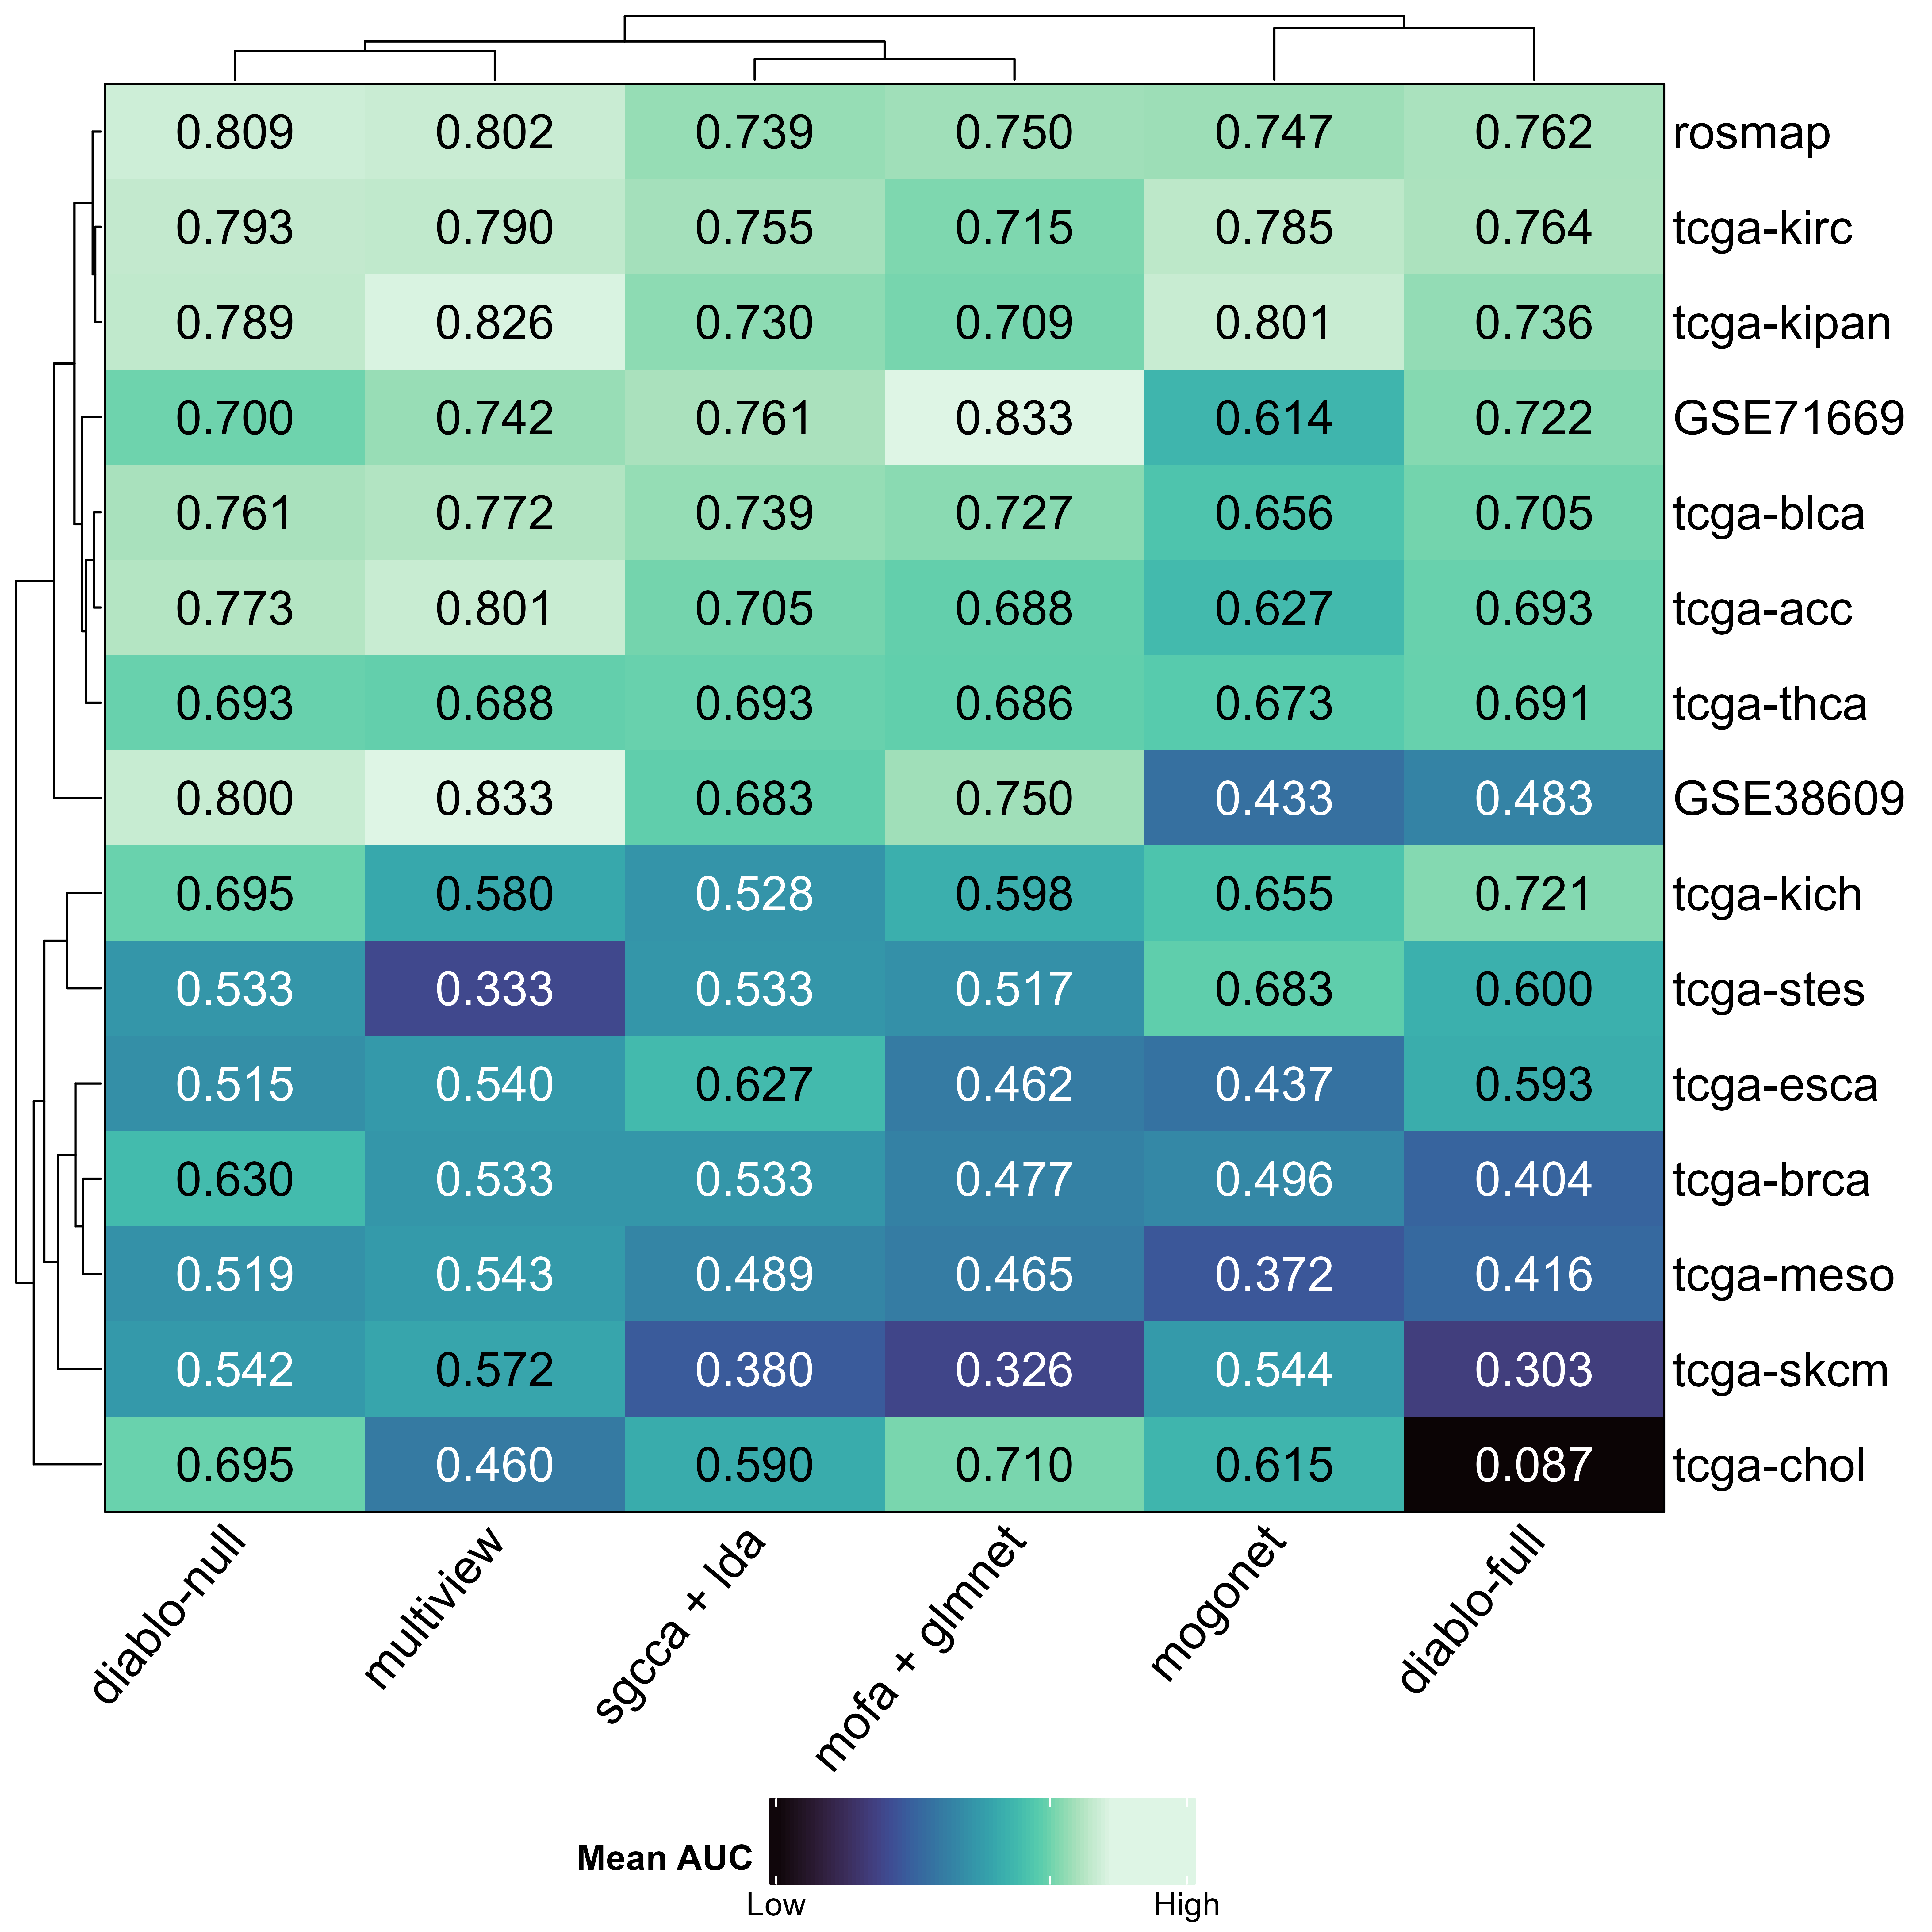 0.809 0.802 0.739 0.750 0.747 0.762 rosmap
0.793 0.790 0.755 0.715 0.785 0.764 tcga-kirc
0.789 0.826 0.730 0.709 0.801 0.736 tcga-kipan
0.700 0.742 0.761 0.833 0.614 0.722 GSE71669
0.761 0.772 0.739 0.727 0.656 0.705 tcga-blca
0.773 0.801 0.705 0.688 0.627 0.693 tcga-acc
0.693 0.688 0.693 0.686 0.673 0.691 tcga-thca
0.800 0.833 0.683 0.750 0.433 0.483 GSE38609
0.695 0.580 0.528 0.598 0.655 0.721 tcga-kich
0.533 0.333 0.533 0.517 0.683 0.600 tcga-stes
0.515 0.540 0.627 0.462 0.437 0.593 tcga-esca
0.630 0.533 0.533 0.477 0.496 0.404 tcga-brca
0.519 0.543 0.489 0.465 0.372 0.416 tcga-meso
0.542 0.572 0.380 0.326 0.544 0.303 tcga-skcm
0.695 0.460 0.590 0.710 0.615 0.087 tcga-chol
diablo-null
multiview
sgcca + lda
mofa + glmnet
mogonet
diablo-full
Mean AUC
Low High